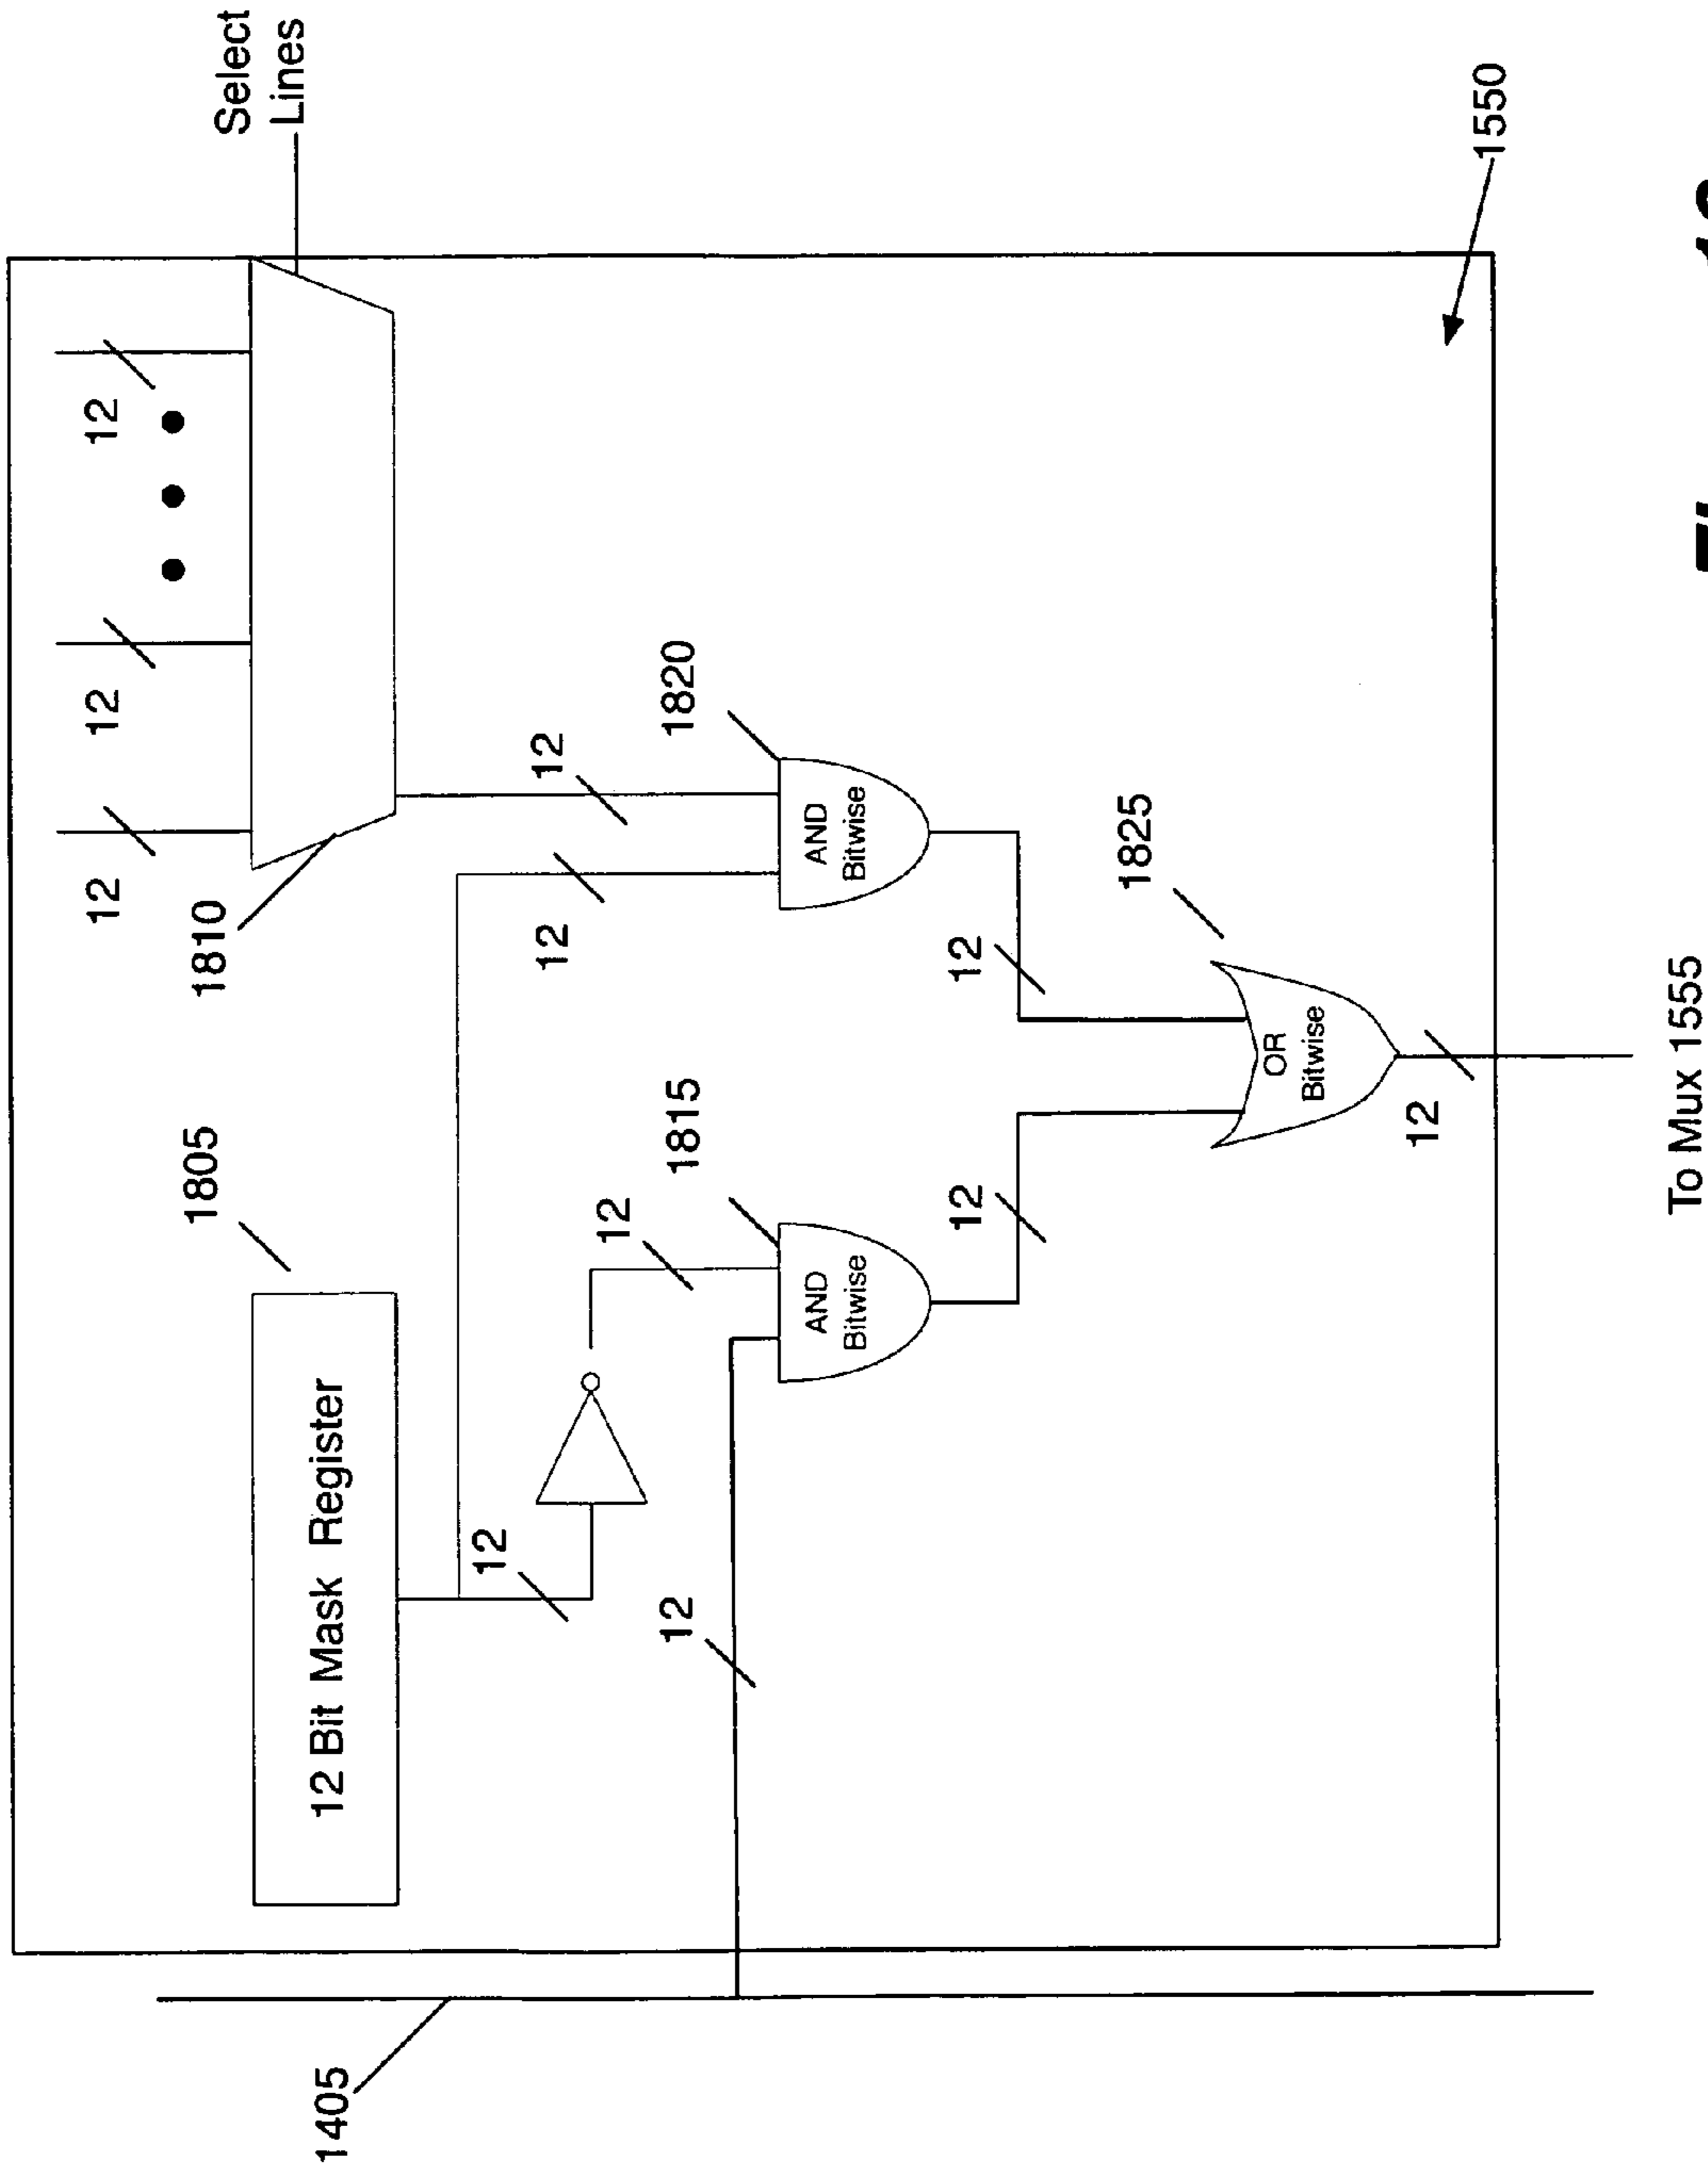 12
12
12
Select
Lines
1805
1810
1405
12 Bit Mask Register
12
12
12
12
12
1815
1820
AND
Bitwise
AND
Bitwise
12
12
1825
OR
Bitwise
12
1550
To Mux 1555